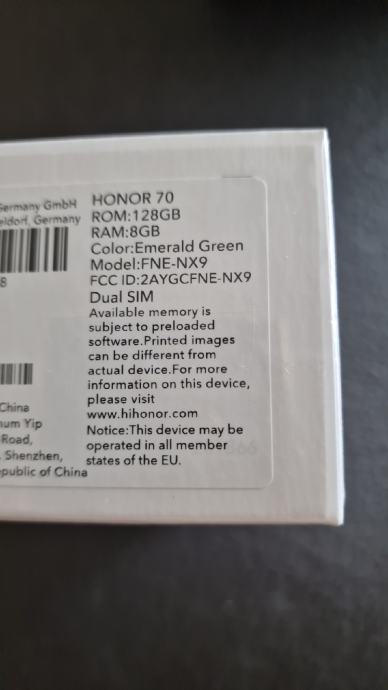 Germany GmbH
Germany
8
China
Yip
Road,
Shenzhen,
of China
HONOR 70
ROM:128GB
RAM:8GB
Color:Emerald Green
Model:FNE-NX9
FCC ID:2AYGCFNE-NX9
Dual SIM
Available memory is
subject to preloaded
software.Printed images
can be different from
actual device.For more
information on this device,
please visit
www.hihonor.com
Notice:This device may be
operated in all member
states of the EU.